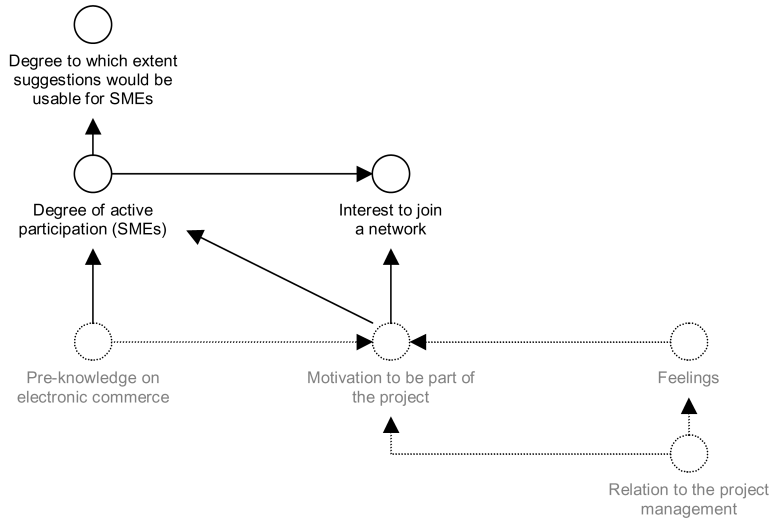 Degree to which extent
suggestions would be
usable for SMEs
Degree of active
participation (SMEs)
Interest to join
a network
Pre-knowledge on
electronic commerce
Motivation to be part of
the project
Feelings
Relation to the project
management